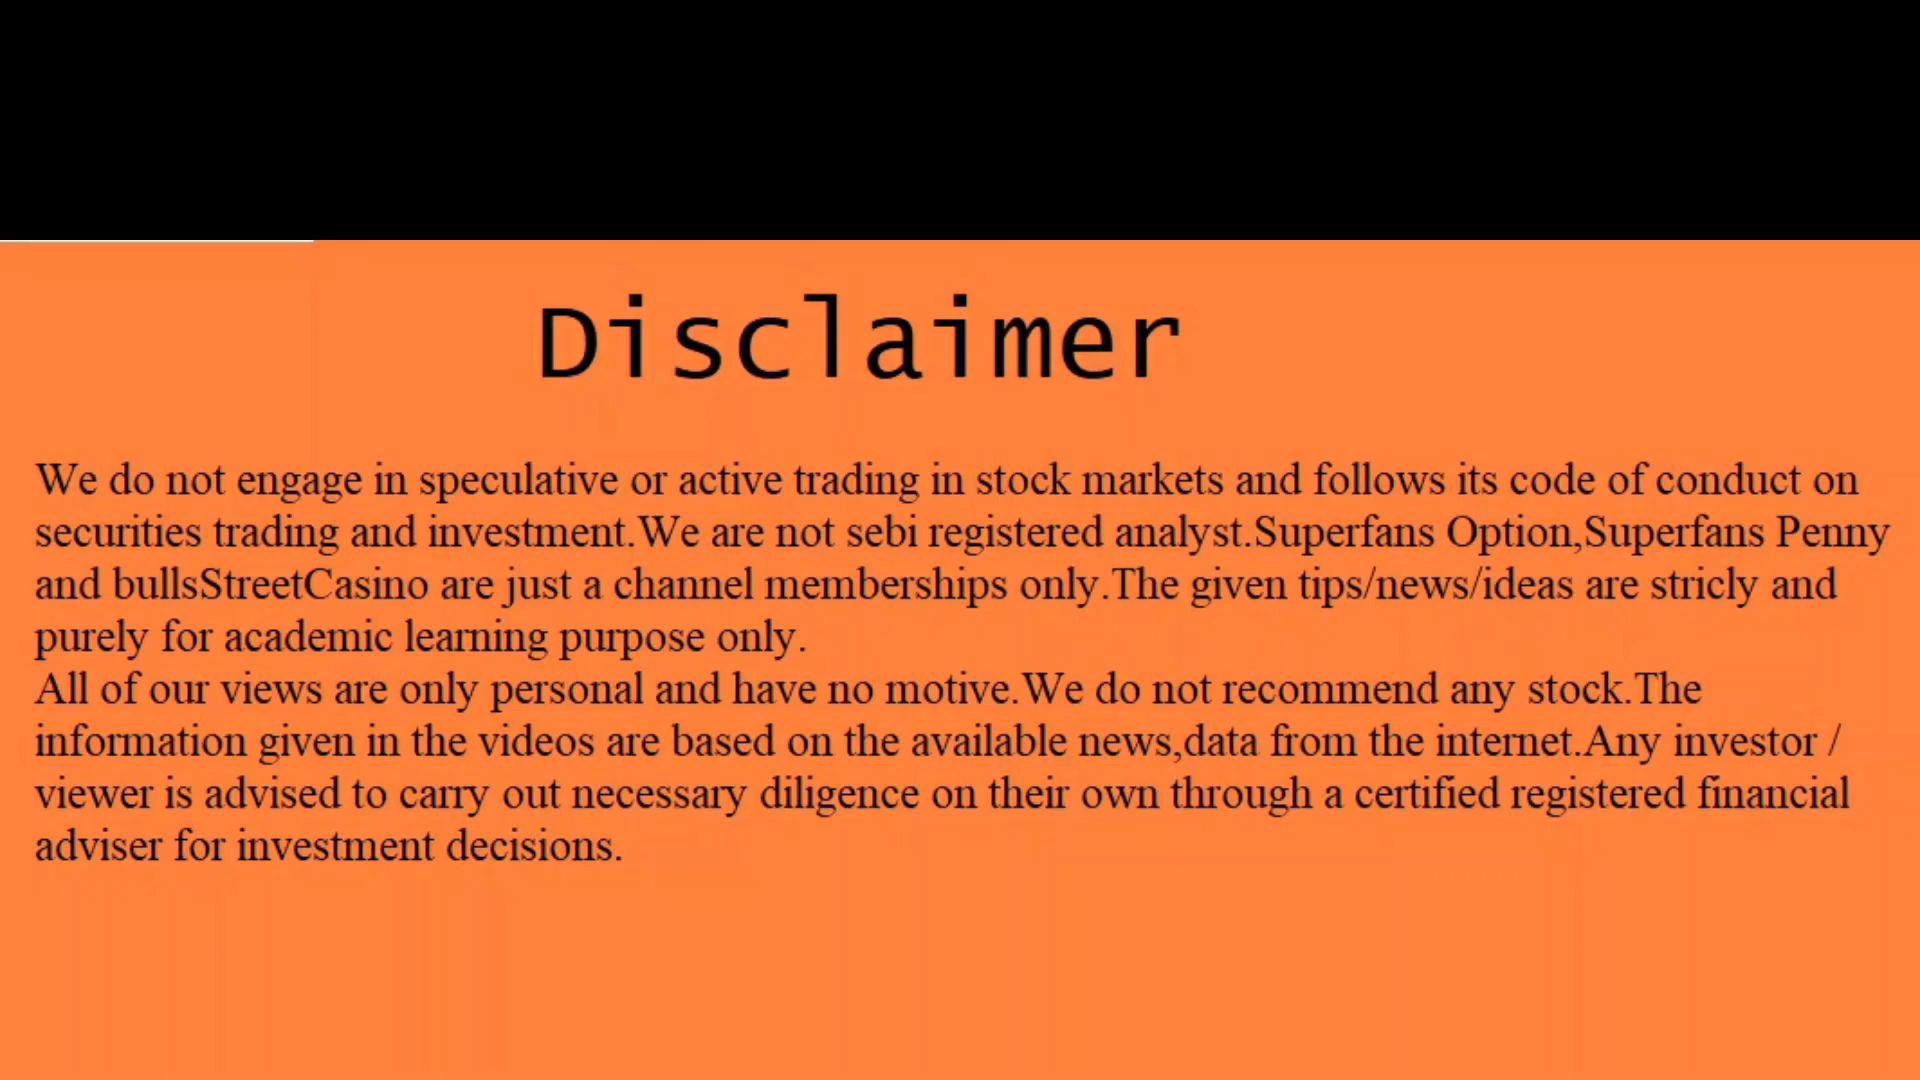 Disclaimer
We do not engage in speculative or active trading in stock markets and follows its code of conduct on
securities trading and investment.We are not sebi registered analyst.Superfans Option,Superfans Penny
and bullsStreetCasino are just a channel memberships only.The given tips/news/ideas are stricly and
purely for academic learning purpose only.
All of our views are only personal and have no motive.We do not recommend any stock.The
information given in the videos are based on the available news,data from the internet.Any investor /
viewer is advised to carry out necessary diligence on their own through a certified registered financial
adviser for investment decisions.